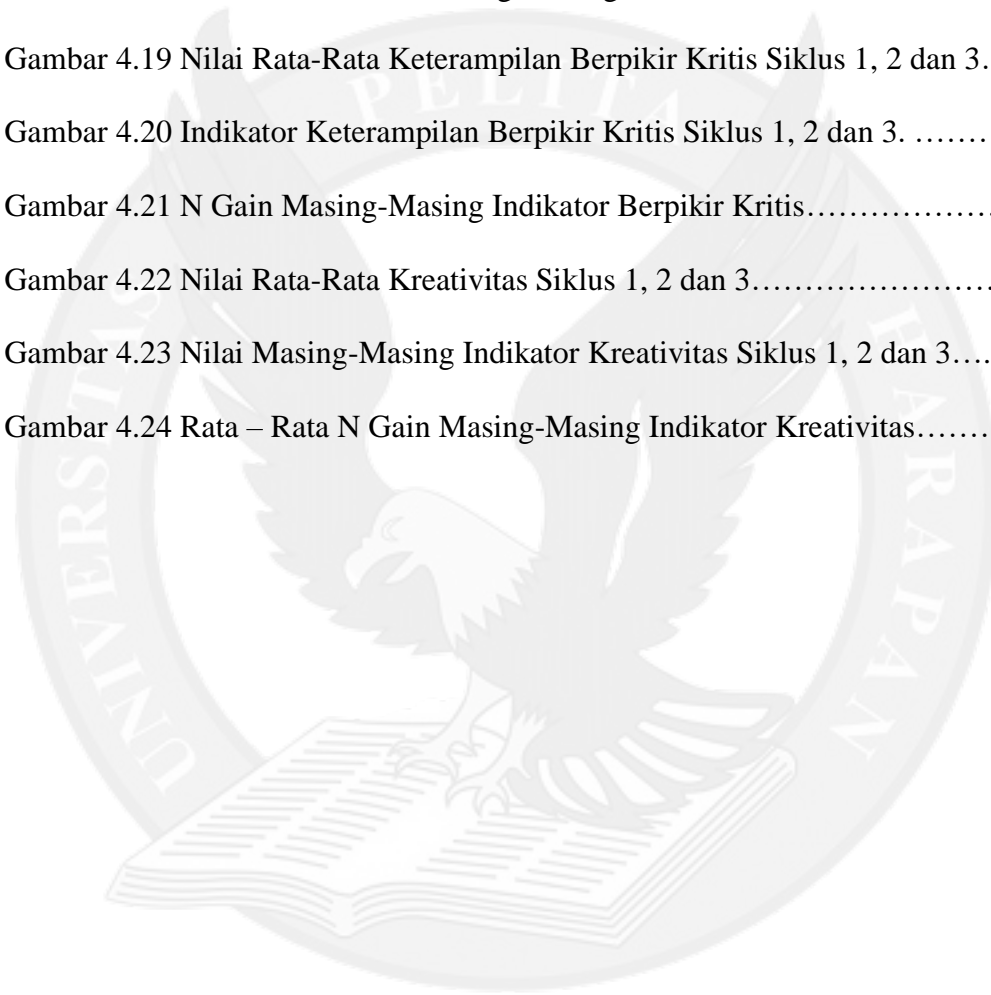 Gambar 4.19 Nilai Rata-Rata Keterampilan Berpikir Kritis Siklus 1, 2 dan 3.
Gambar 4.20 Indikator Keterampilan Berpikir Kritis Siklus 1, 2 dan 3. …….
Gambar 4.21 N Gain Masing-Masing Indikator Berpikir Kritis……………….
Gambar 4.22 Nilai Rata-Rata Kreativitas Siklus 1, 2 dan 3……………………
Gambar 4.23 Nilai Masing-Masing Indikator Kreativitas Siklus 1, 2 dan 3….
Gambar 4.24 Rata – Rata N Gain Masing-Masing Indikator Kreativitas…….
UNIVERSITAS PELITA HARAPAN